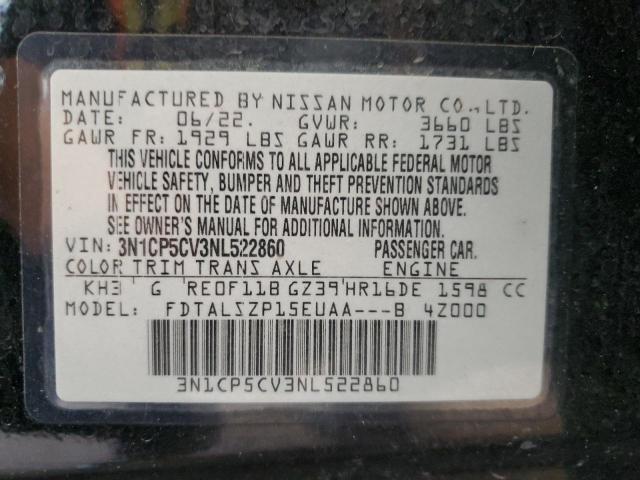 MANUFACTURED BY NISSAN MOTOR CO., LTD.
DATE: 06/22. GVWR: 3660 LBS
GAWR FR: 1929 LBS GAWR RR: 1731 LBS
THIS VEHICLE CONFORMS TO ALL APPLICABLE FEDERAL MOTOR
VEHICLE SAFETY, BUMPER AND THEFT PREVENTION STANDARDS
IN EFFECT ON THE DATE OF MANUFACTURE SHOWN ABOVE.
SEE OWNER'S MANUAL FOR ADDITIONAL INFORMATION.
VIN: 3N1CP5CV3NL522860 PASSENGER CAR.
COLOR TRIM TRANS AXLE ENGINE
KH3 G RE0F11B GZ39 HR16DE 1598 CC
MODEL: FDTALSZP15EUAA---B 4Z000
3N1CP5CV3NL522860